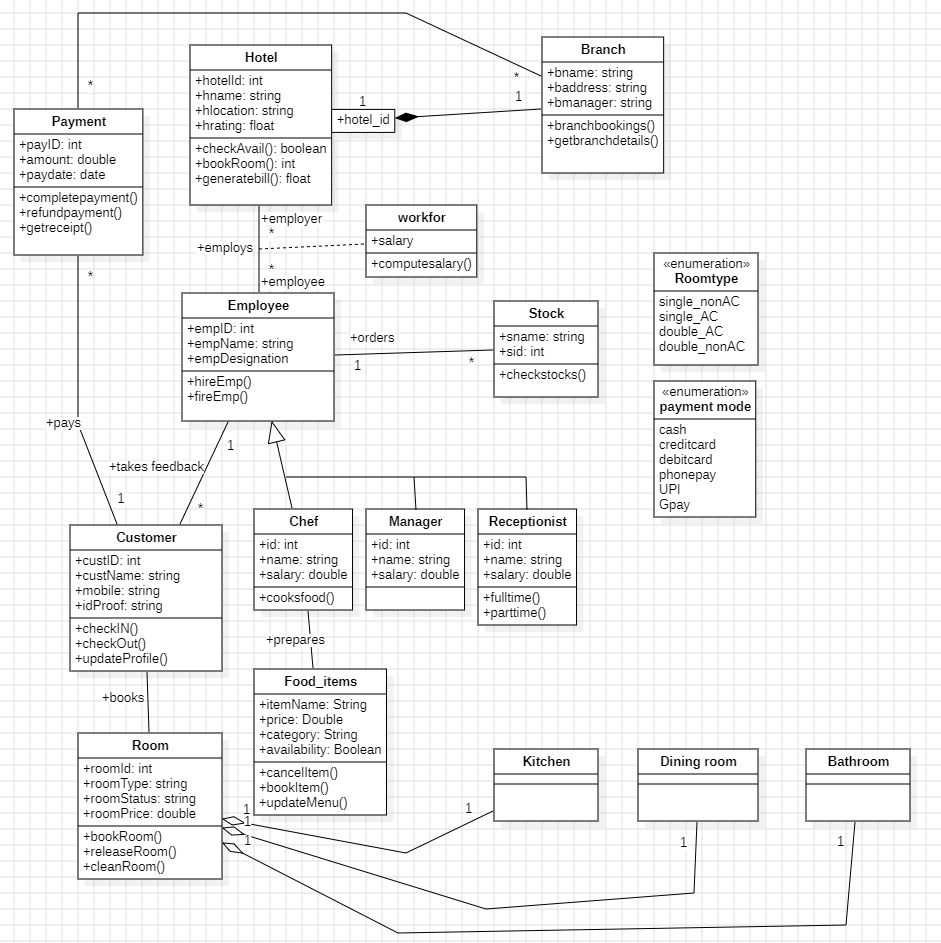 *
Hotel
+hotelId: int
+hname: string
+hlocation: string
+hrating: float
+checkAvail(): boolean
+bookRoom(): int
+generatebill(): float
1
+hotel_id
*
1
Branch
+bname: string
+baddress: string
+bmanager: string
+branchbookings()
+getbranchdetails()
Payment
+payID: int
+amount: double
+paydate: date
+completepayment()
+refundpayment()
+getreceipt()
*
+employer
*
+employs
*
+employee
workfor
+salary
+computesalary()
Employee
+empID: int
+empName: string
+empDesignation
+hireEmp()
+fireEmp()
+orders
1
*
Stock
+sname: string
+sid: int
+checkstocks()
«enumeration»
Roomtype
single_nonAC
single_AC
double_AC
double_nonAC
«enumeration»
payment mode
cash
creditcard
debitcard
phonepay
UPI
Gpay
+pays
1
1
+takes feedback
*
Customer
+custID: int
+custName: string
+mobile: string
+idProof: string
+checkIN()
+checkOut()
+updateProfile()
Chef
+id: int
+name: string
+salary: double
+cooksfood()
Manager
+id: int
+name: string
+salary: double
Receptionist
+id: int
+name: string
+salary: double
+fulltime()
+parttime()
+prepares
+books
Food_items
+itemName: String
+price: Double
+category: String
+availability: Boolean
+cancelItem()
+bookItem()
+updateMenu()
Room
+roomId: int
+roomType: string
+roomStatus: string
+roomPrice: double
+bookRoom()
+releaseRoom()
+cleanRoom()
1
1
1
Kitchen
1
Dining room
1
Bathroom
1